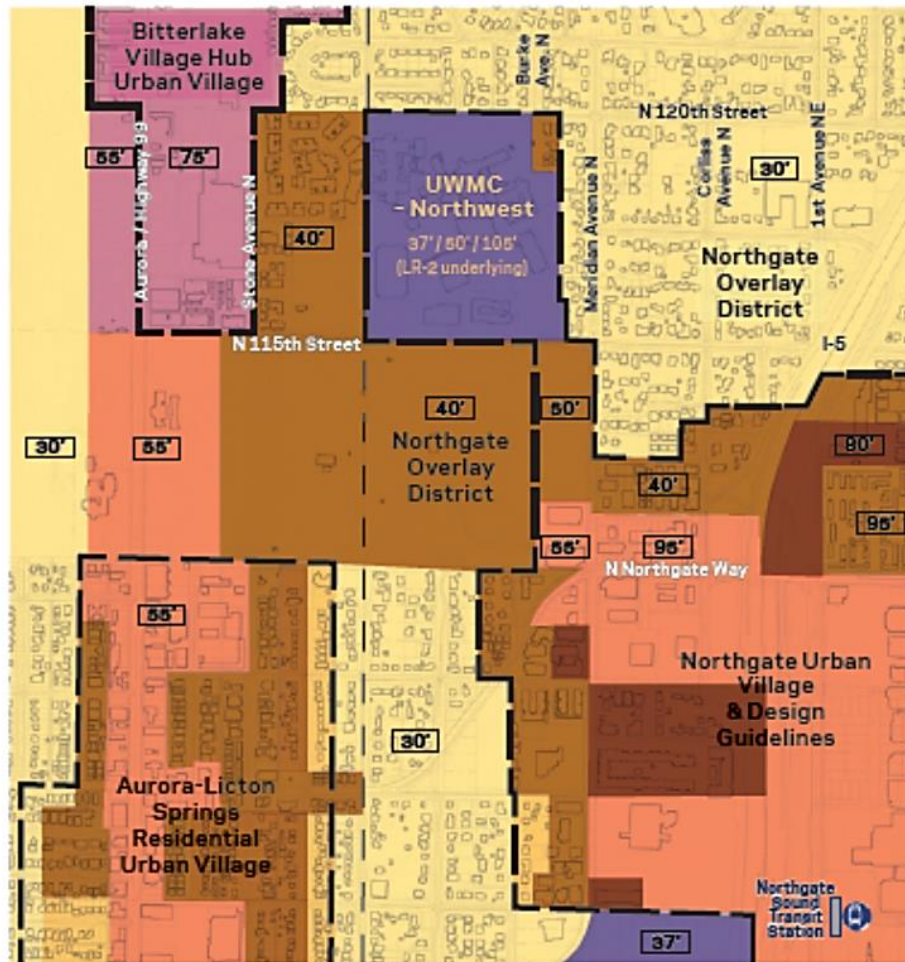 Bitterlake
Village Hub
Urban Village
Burke
Ave. N
N 120th Street
55'
Aurora / Highway 99
75'
Stone Avenue N
40'
UWMC
– Northwest
37' / 50' / 105'
(LR-2 underlying)
Meridian Avenue N
Corliss
Avenue N
30'
1st Avenue NE
Northgate
Overlay
District
I-5
N 115th Street
30'
55'
40'
Northgate
Overlay
District
50'
80'
40'
95'
55'
95'
N Northgate Way
55'
Northgate Urban
Village
& Design
Guidelines
30'
Aurora-Licton
Springs
Residential
Urban Village
Northgate
Sound
Transit
Station
37'